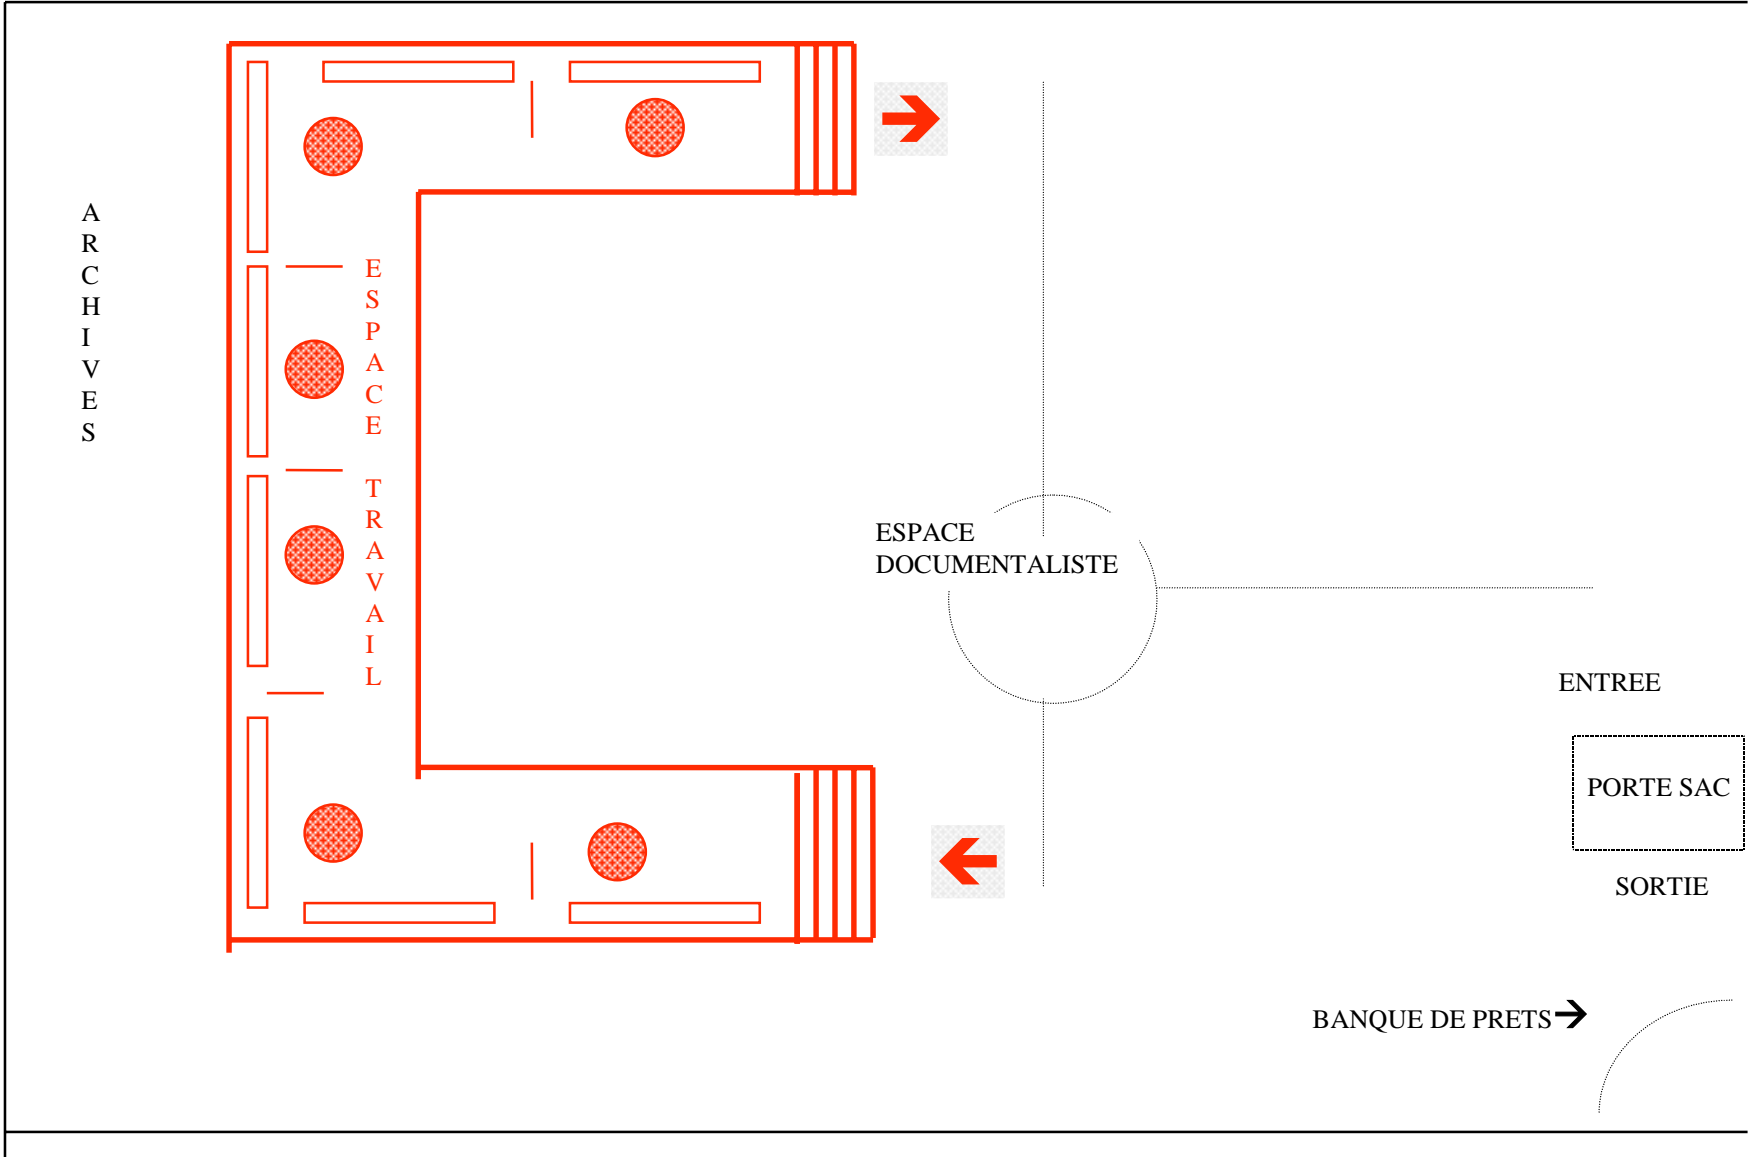 ARCHIVES
ESPACE TRAVAIL
ESPACE
DOCUMENTALISTE
ENTREE
PORTE SAC
SORTIE
BANQUE DE PRETS